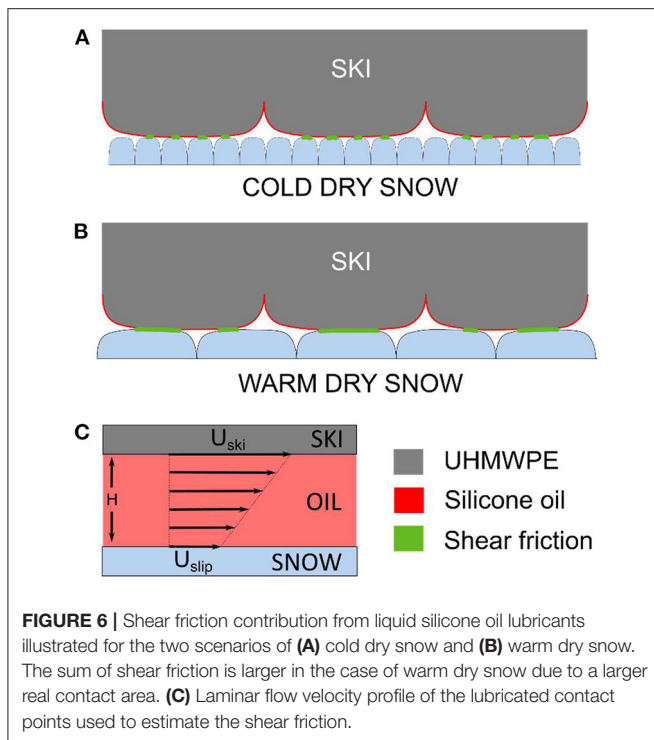 A
SKI
COLD DRY SNOW
B
SKI
WARM DRY SNOW
C
U_ski
SKI
H
OIL
U_slip
SNOW
UHMWPE
Silicone oil
Shear friction
FIGURE 6 | Shear friction contribution from liquid silicone oil lubricants
illustrated for the two scenarios of (A) cold dry snow and (B) warm dry snow.
The sum of shear friction is larger in the case of warm dry snow due to a larger
real contact area. (C) Laminar flow velocity profile of the lubricated contact
points used to estimate the shear friction.